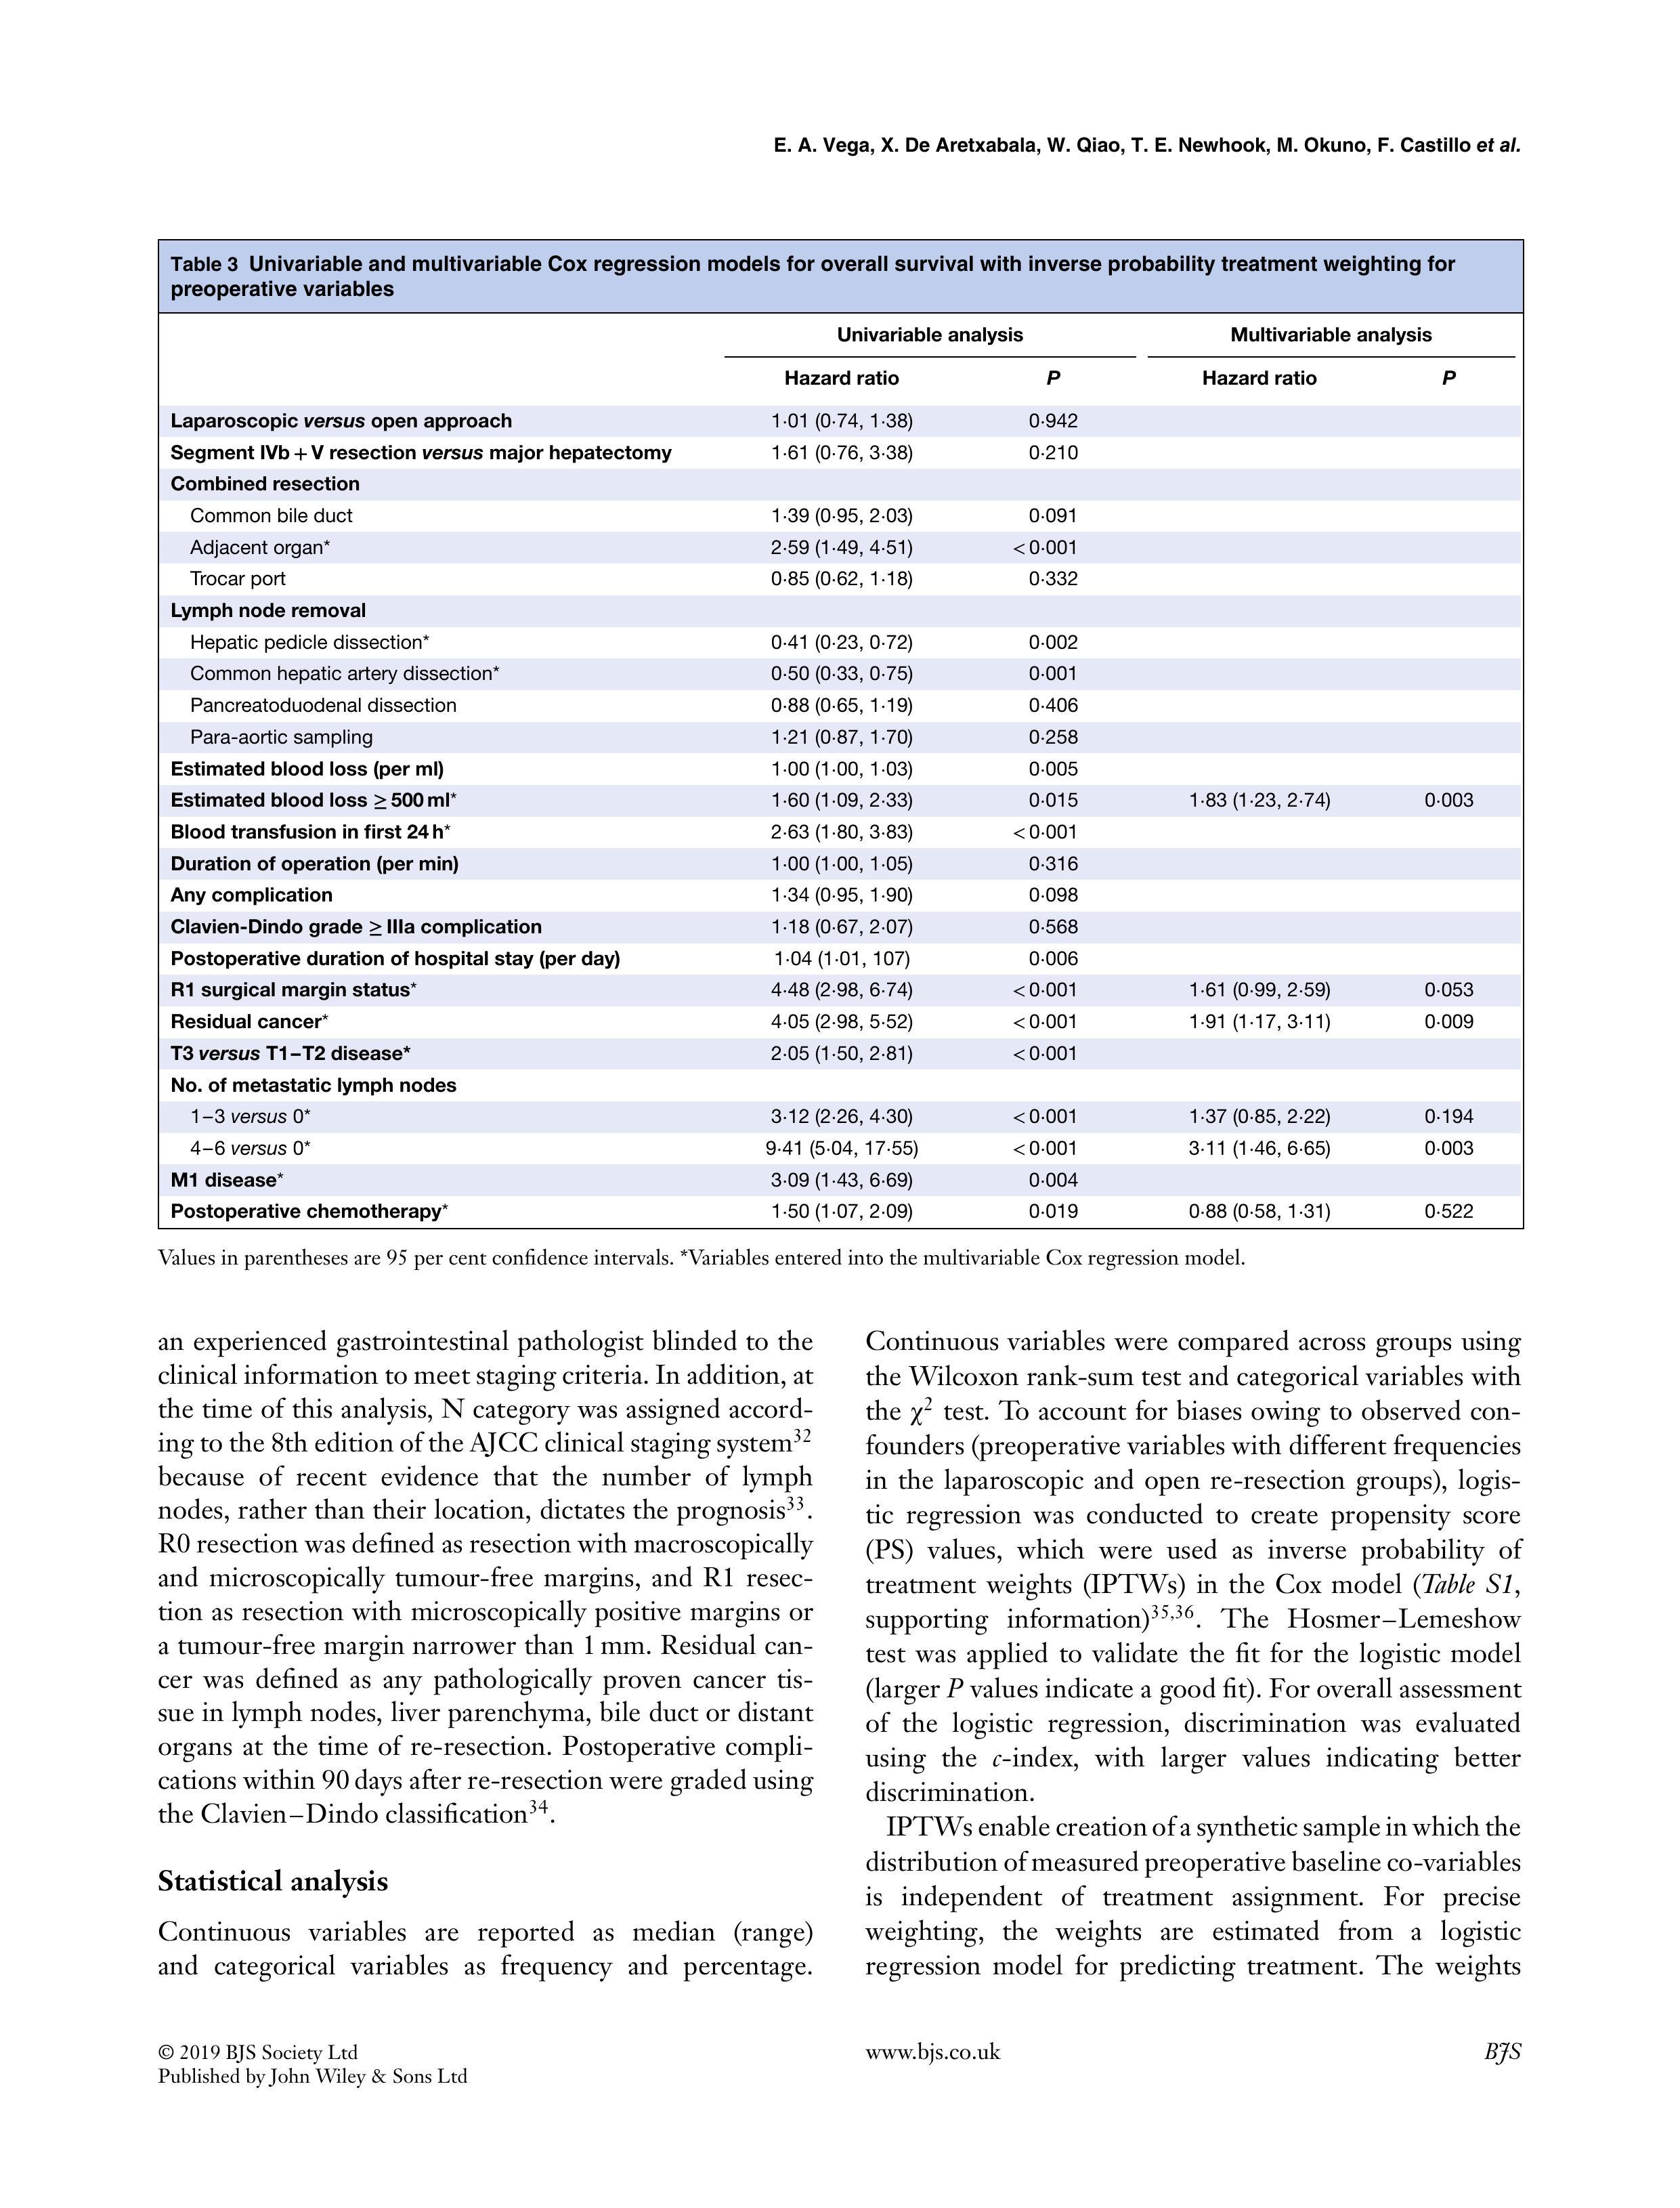 E. A. Vega, X. De Aretxabala, W. Qiao, T. E. Newhook, M. Okuno, F. Castillo et al.
Table 3 Univariable and multivariable Cox regression models for overall survival with inverse probability treatment weighting for
preoperative variables
Univariable analysis Multivariable analysis
Hazard ratio P Hazard ratio P
Laparoscopic versus open approach 1·01 (0·74, 1·38) 0·942
Segment IVb + V resection versus major hepatectomy 1·61 (0·76, 3·38) 0·210
Combined resection
Common bile duct 1·39 (0·95, 2·03) 0·091
Adjacent organ* 2·59 (1·49, 4·51) < 0·001
Trocar port 0·85 (0·62, 1·18) 0·332
Lymph node removal
Hepatic pedicle dissection* 0·41 (0·23, 0·72) 0·002
Common hepatic artery dissection* 0·50 (0·33, 0·75) 0·001
Pancreatoduodenal dissection 0·88 (0·65, 1·19) 0·406
Para-aortic sampling 1·21 (0·87, 1·70) 0·258
Estimated blood loss (per ml) 1·00 (1·00, 1·03) 0·005
Estimated blood loss ≥ 500 ml* 1·60 (1·09, 2·33) 0·015 1·83 (1·23, 2·74) 0·003
Blood transfusion in first 24 h* 2·63 (1·80, 3·83) < 0·001
Duration of operation (per min) 1·00 (1·00, 1·05) 0·316
Any complication 1·34 (0·95, 1·90) 0·098
Clavien-Dindo grade ≥ IIIa complication 1·18 (0·67, 2·07) 0·568
Postoperative duration of hospital stay (per day) 1·04 (1·01, 107) 0·006
R1 surgical margin status* 4·48 (2·98, 6·74) < 0·001 1·61 (0·99, 2·59) 0·053
Residual cancer* 4·05 (2·98, 5·52) < 0·001 1·91 (1·17, 3·11) 0·009
T3 versus T1–T2 disease* 2·05 (1·50, 2·81) < 0·001
No. of metastatic lymph nodes
1–3 versus 0* 3·12 (2·26, 4·30) < 0·001 1·37 (0·85, 2·22) 0·194
4–6 versus 0* 9·41 (5·04, 17·55) < 0·001 3·11 (1·46, 6·65) 0·003
M1 disease* 3·09 (1·43, 6·69) 0·004
Postoperative chemotherapy* 1·50 (1·07, 2·09) 0·019 0·88 (0·58, 1·31) 0·522
Values in parentheses are 95 per cent confidence intervals. *Variables entered into the multivariable Cox regression model.
an experienced gastrointestinal pathologist blinded to the
clinical information to meet staging criteria. In addition, at
the time of this analysis, N category was assigned accord-
ing to the 8th edition of the AJCC clinical staging system³²
because of recent evidence that the number of lymph
nodes, rather than their location, dictates the prognosis³³.
R0 resection was defined as resection with macroscopically
and microscopically tumour-free margins, and R1 resec-
tion as resection with microscopically positive margins or
a tumour-free margin narrower than 1 mm. Residual can-
cer was defined as any pathologically proven cancer tis-
sue in lymph nodes, liver parenchyma, bile duct or distant
organs at the time of re-resection. Postoperative compli-
cations within 90 days after re-resection were graded using
the Clavien–Dindo classification³⁴.
Statistical analysis
Continuous variables are reported as median (range)
and categorical variables as frequency and percentage.
Continuous variables were compared across groups using
the Wilcoxon rank-sum test and categorical variables with
the χ² test. To account for biases owing to observed con-
founders (preoperative variables with different frequencies
in the laparoscopic and open re-resection groups), logis-
tic regression was conducted to create propensity score
(PS) values, which were used as inverse probability of
treatment weights (IPTWs) in the Cox model (Table S1,
supporting information)³⁵,³⁶. The Hosmer–Lemeshow
test was applied to validate the fit for the logistic model
(larger P values indicate a good fit). For overall assessment
of the logistic regression, discrimination was evaluated
using the c-index, with larger values indicating better
discrimination.
IPTWs enable creation of a synthetic sample in which the
distribution of measured preoperative baseline co-variables
is independent of treatment assignment. For precise
weighting, the weights are estimated from a logistic
regression model for predicting treatment. The weights
© 2019 BJS Society Ltd www.bjs.co.uk BJS
Published by John Wiley & Sons Ltd